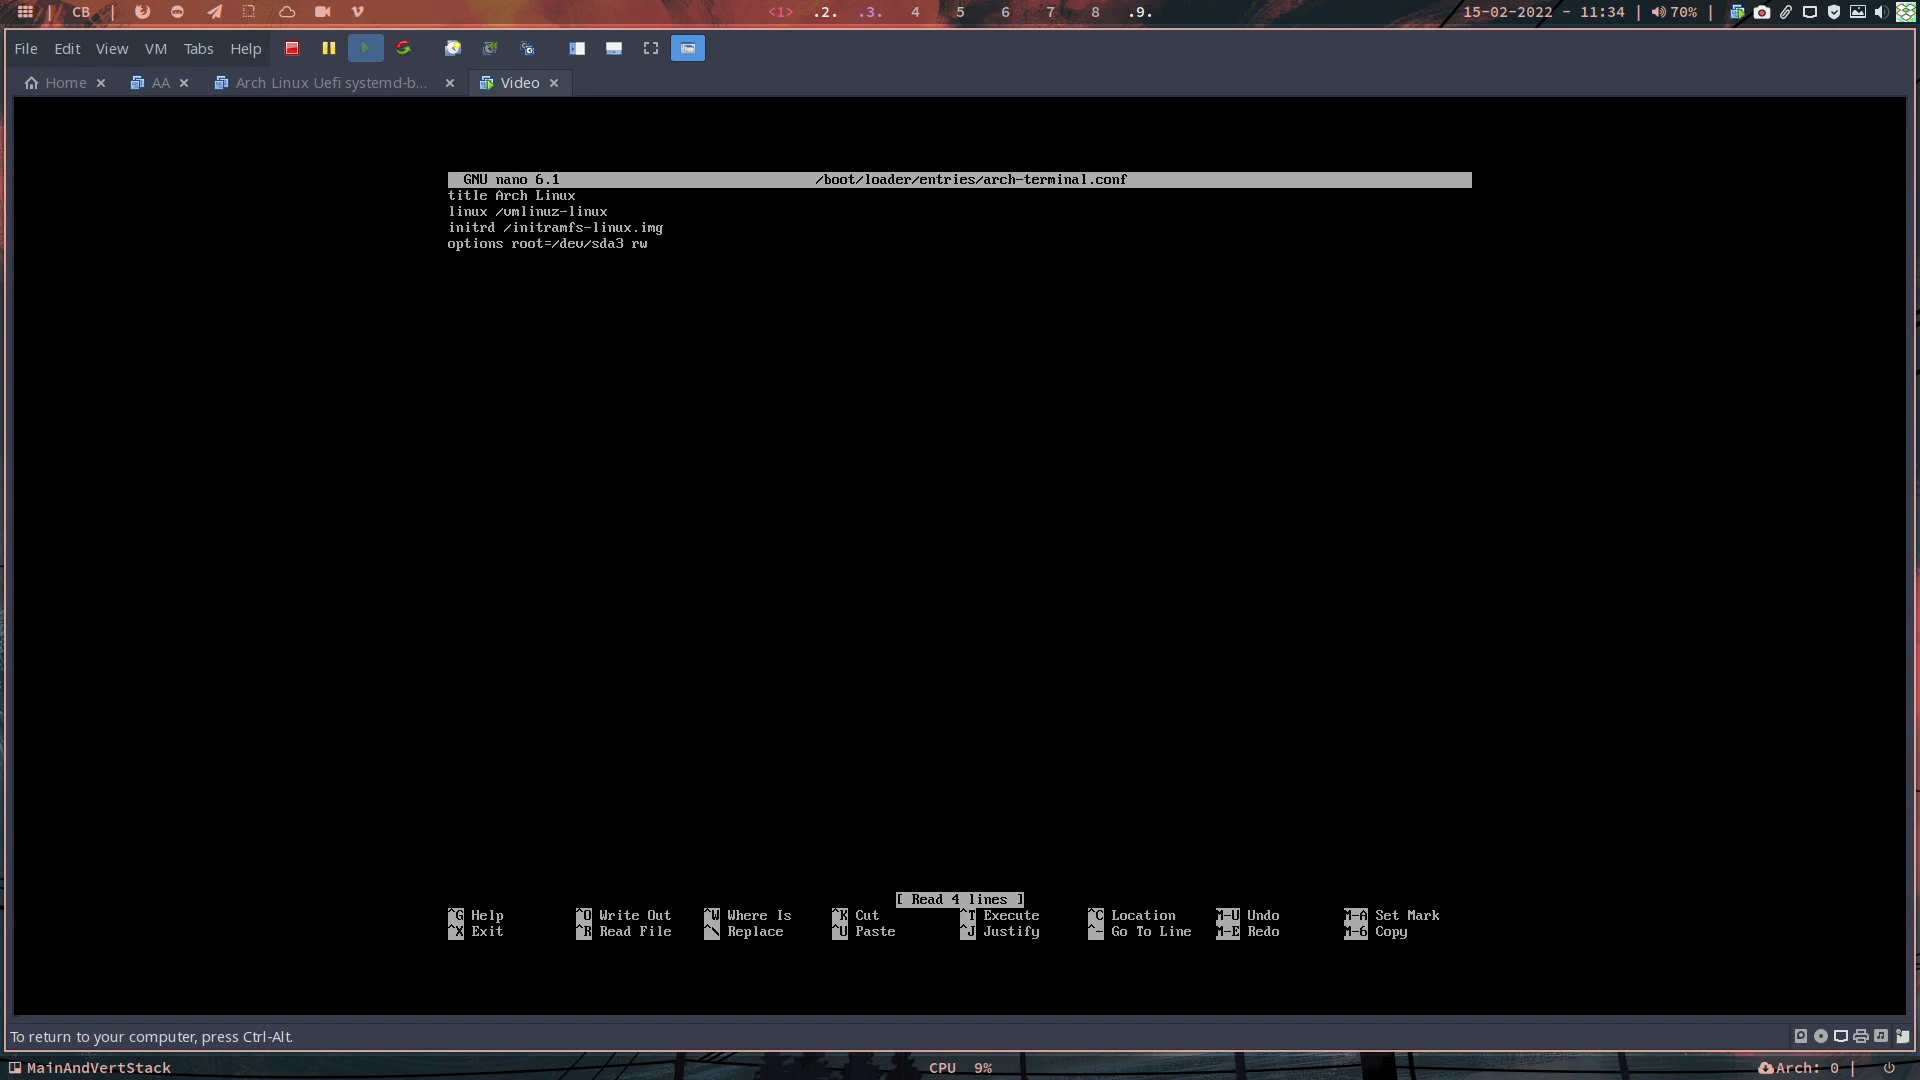 | CB | <1> .2. .3. 4 5 6 7 8 .9. 15-02-2022 - 11:34 | 70% |
File Edit View VM Tabs Help
Home AA Arch Linux Uefi systemd-b... Video
GNU nano 6.1 /boot/loader/entries/arch-terminal.conf
title Arch Linux
linux /vmlinuz-linux
initrd /initramfs-linux.img
options root=/dev/sda3 rw
[ Read 4 lines ]
^G Help ^O Write Out ^W Where Is ^K Cut ^T Execute ^C Location M-U Undo M-A Set Mark
^X Exit ^R Read File ^\ Replace ^U Paste ^J Justify ^- Go To Line M-E Redo M-6 Copy
To return to your computer, press Ctrl-Alt.
MainAndVertStack CPU 9% Arch: 0 |